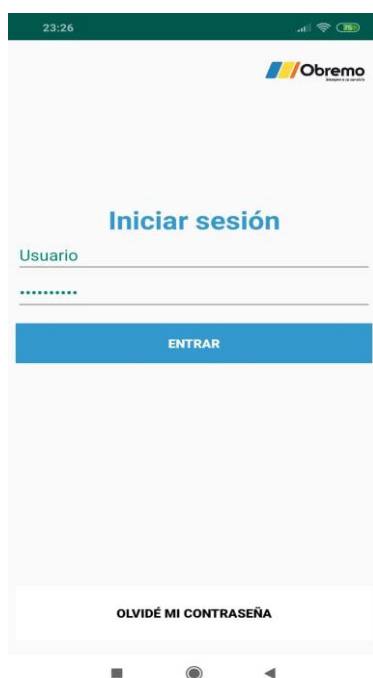 23:26
Obremo
Iniciar sesión
Usuario
••••••••••
ENTRAR
OLVIDÉ MI CONTRASEÑA